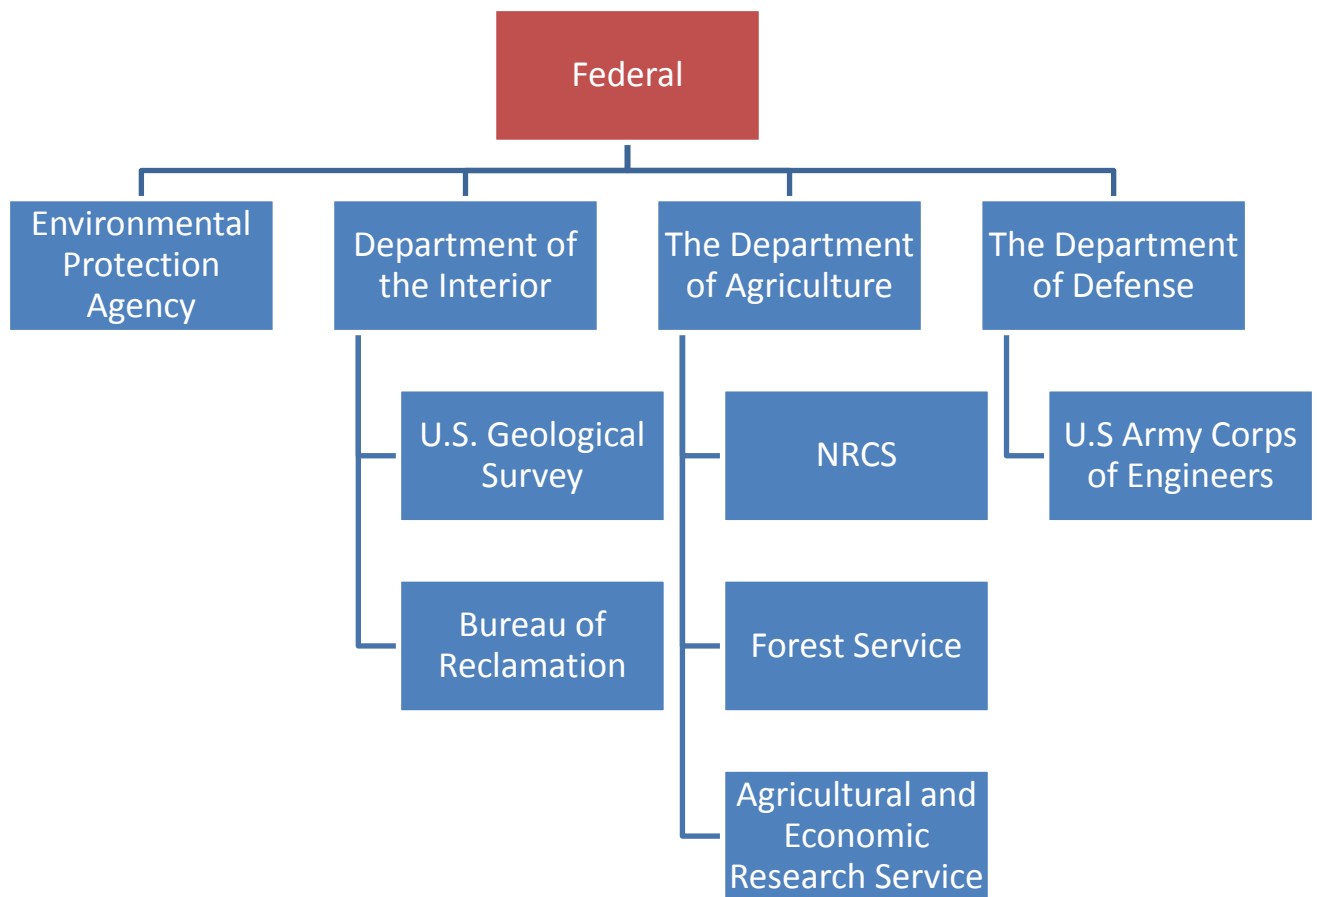 Federal
Environmental
Protection
Agency
Department of
the Interior
The Department
of Agriculture
The Department
of Defense
U.S. Geological
Survey
NRCS
U.S Army Corps
of Engineers
Bureau of
Reclamation
Forest Service
Agricultural and
Economic
Research Service